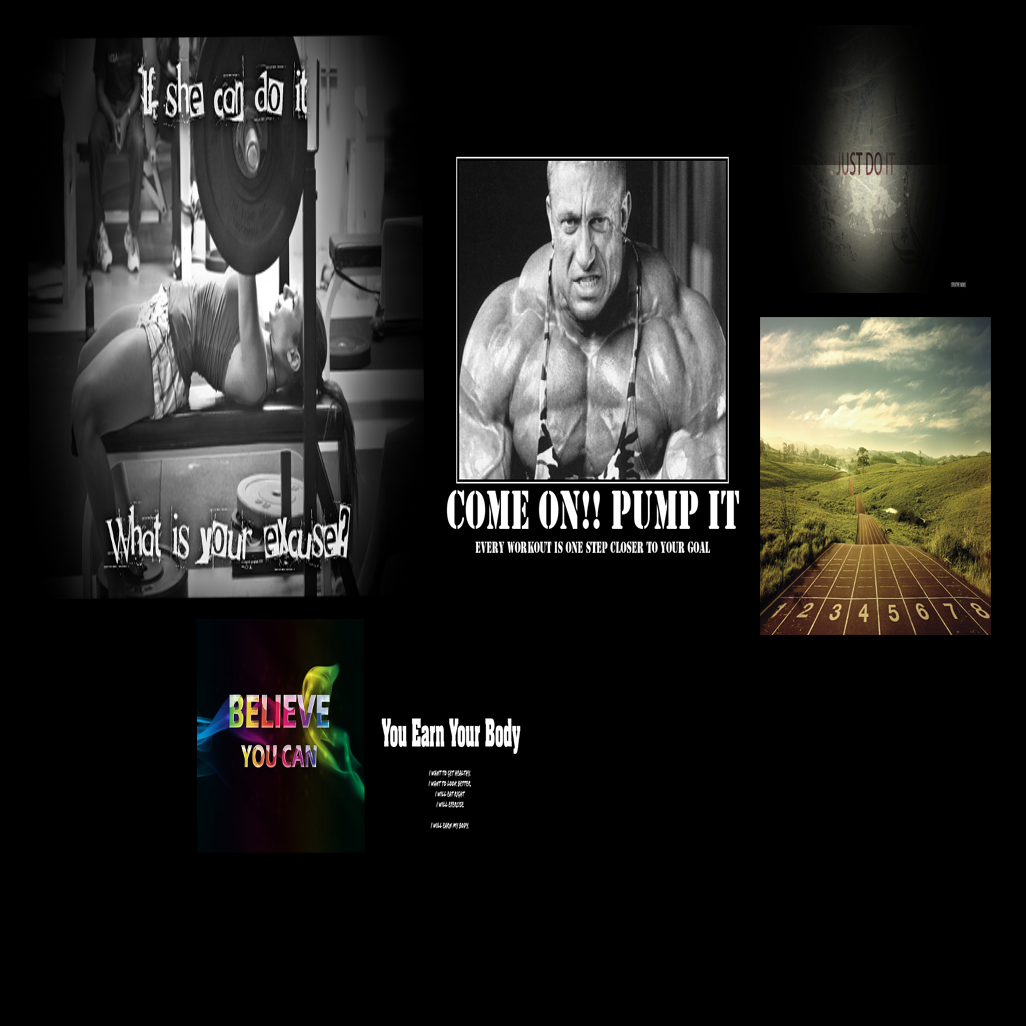 If she can do it
What is your excuse?
COME ON!! PUMP IT
EVERY WORKOUT IS ONE STEP CLOSER TO YOUR GOAL
JUST DO IT
1 2 3 4 5 6 7 8
BELIEVE
YOU CAN
You Earn Your Body
I WANT TO GET HEALTHY.
I WANT TO LOOK BETTER.
I WILL EAT RIGHT
I WILL EXERCISE.
I WILL EARN MY BODY.